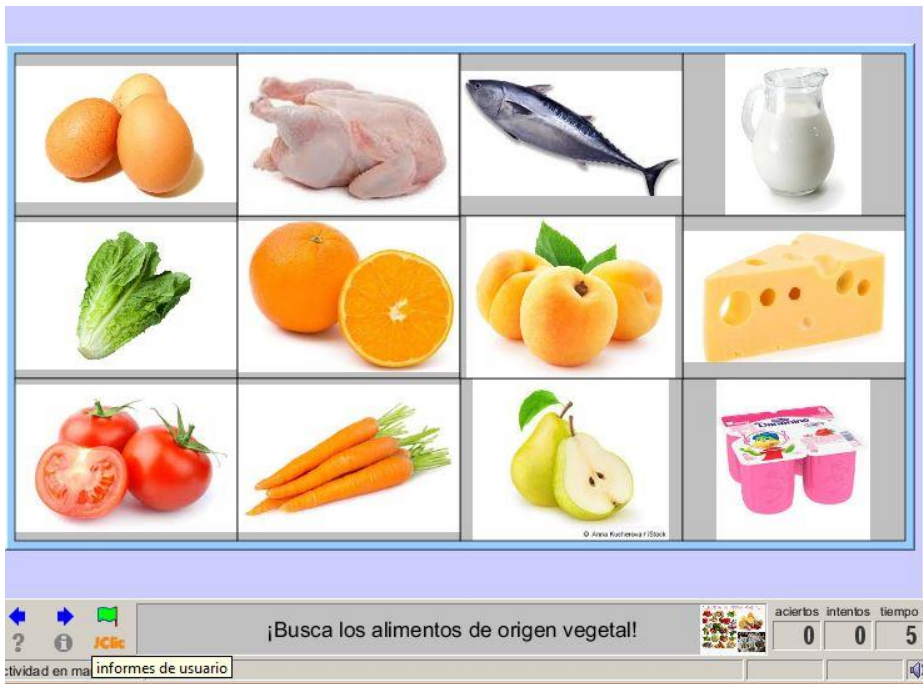 Danonino
© Anna Kucherova / iStock
¡Busca los alimentos de origen vegetal!
aciertos intentos tiempo
0 0 5
? i JClic
ctividad en ma
informes de usuario